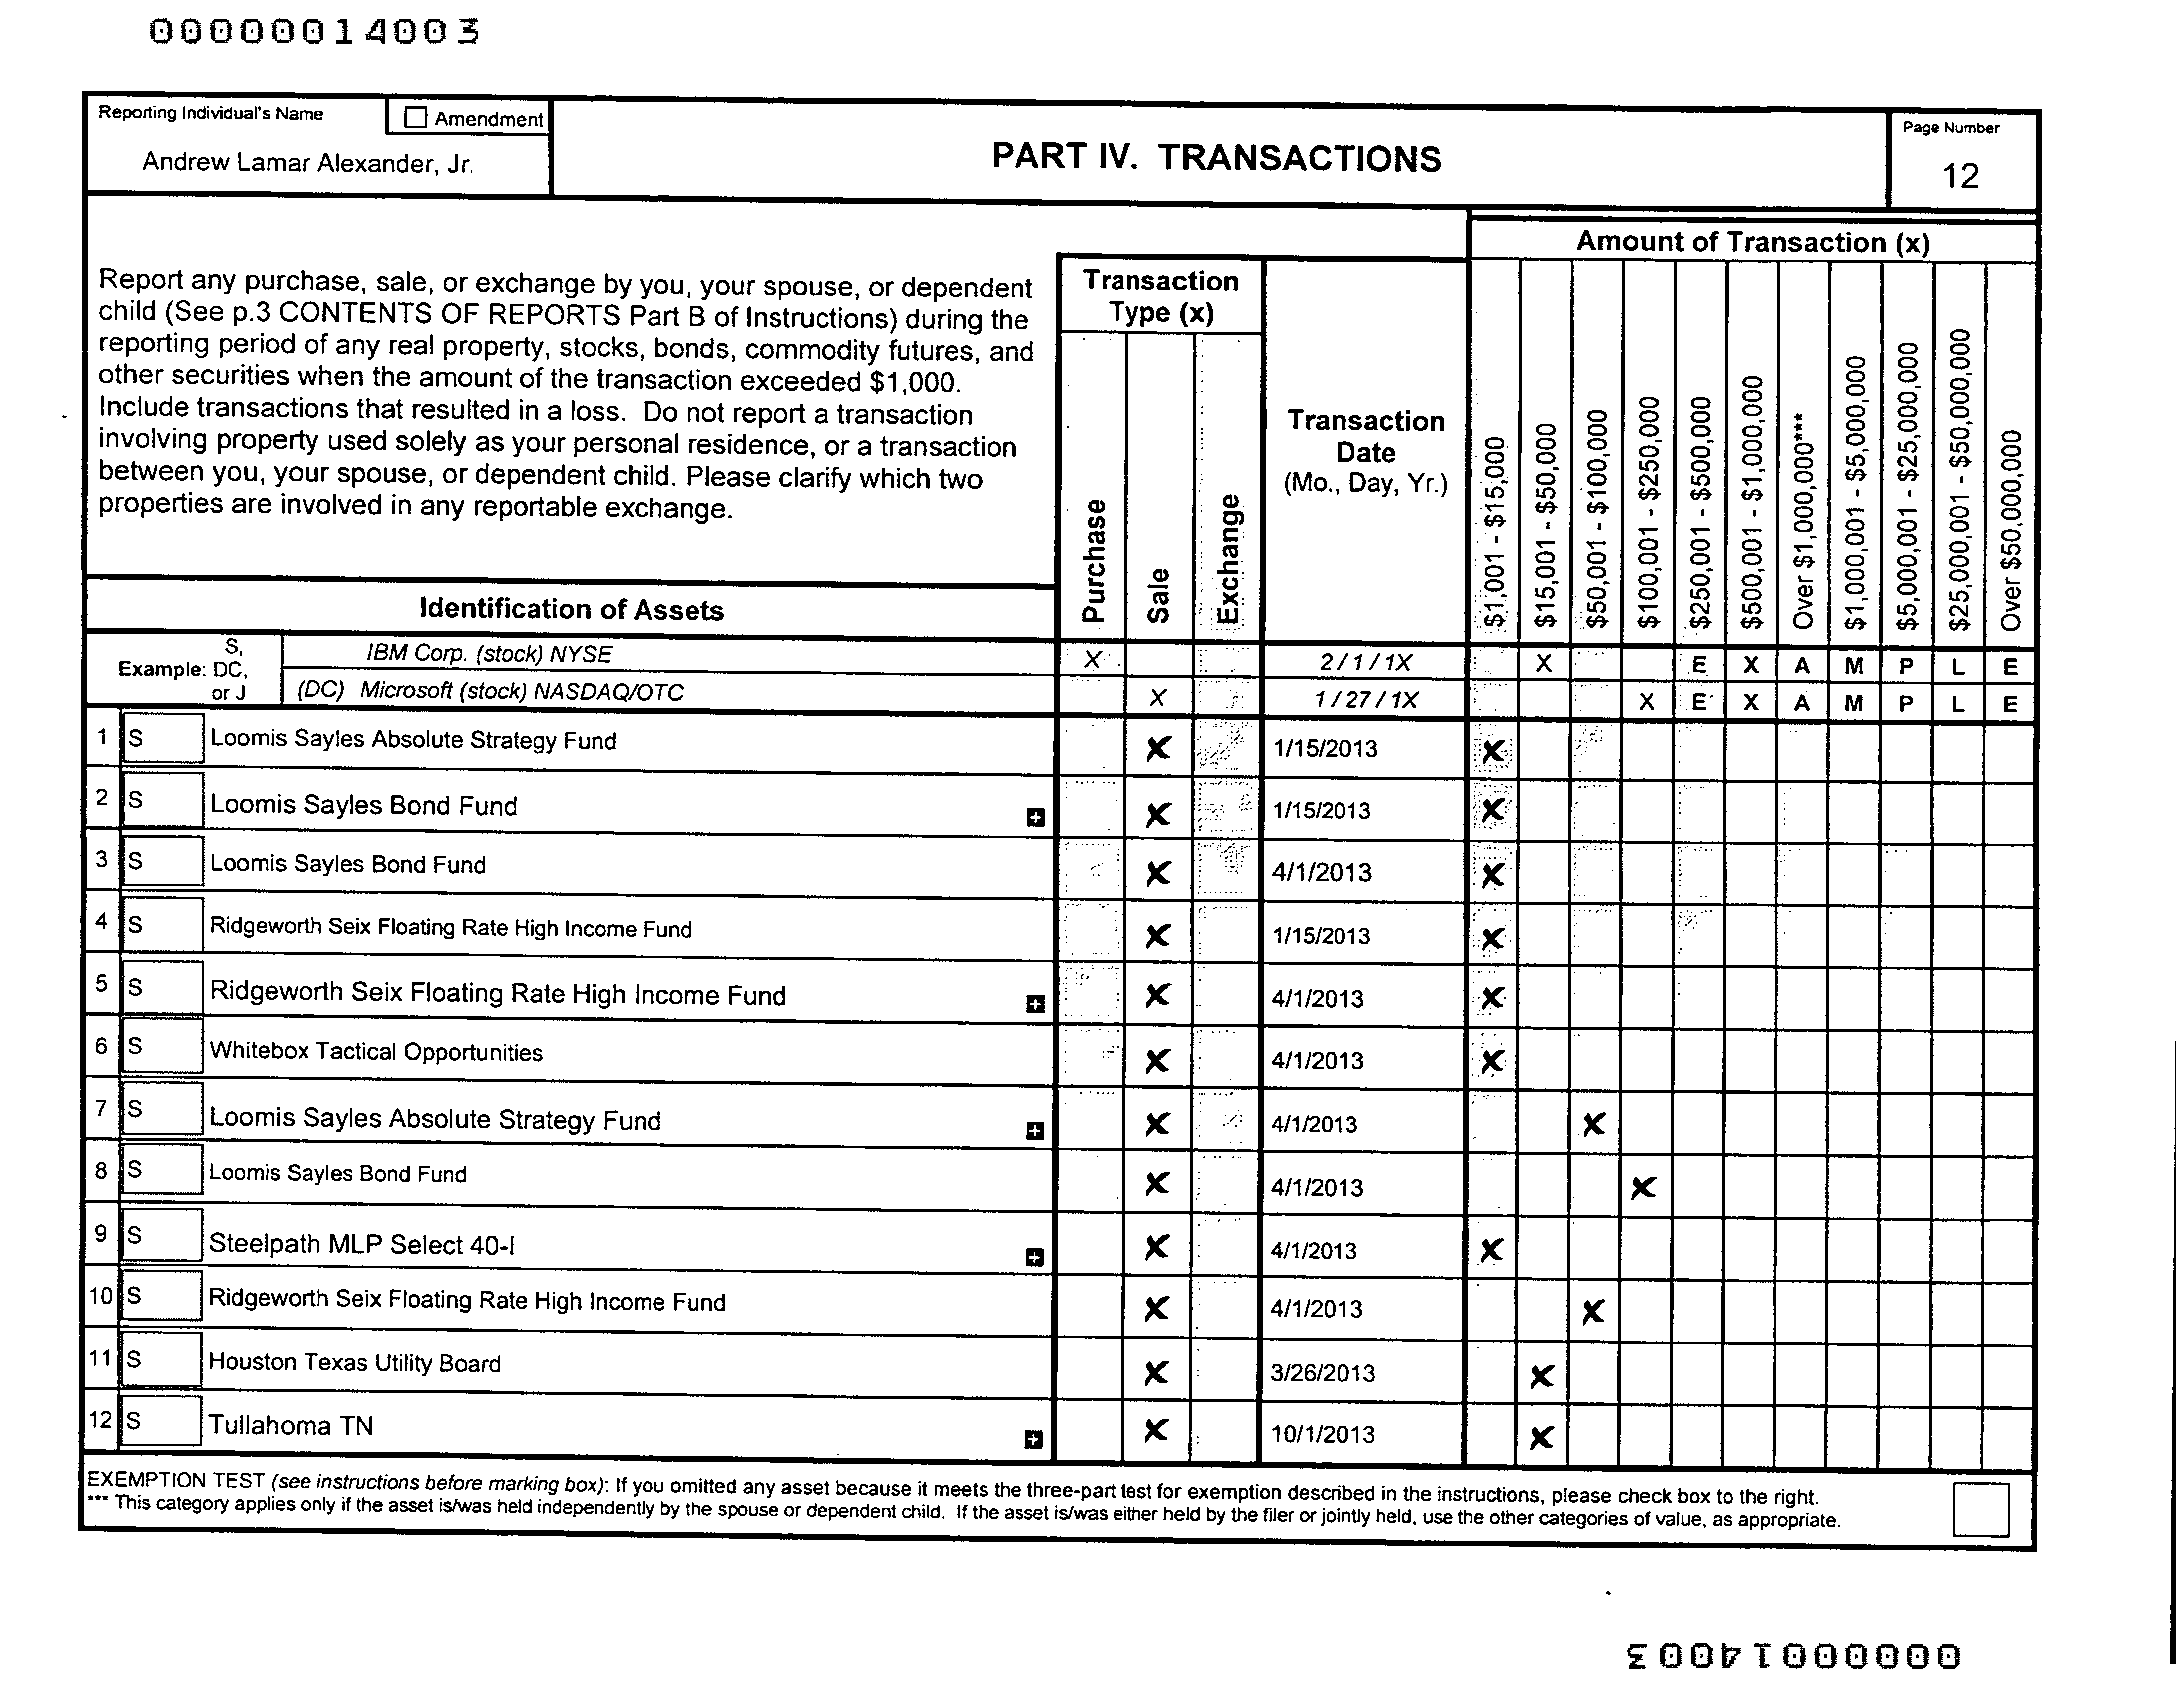 00000014003
Reporting Individual's Name
Amendment
Andrew Lamar Alexander, Jr.
PART IV. TRANSACTIONS
Page Number
12
Report any purchase, sale, or exchange by you, your spouse, or dependent
child (See p.3 CONTENTS OF REPORTS Part B of Instructions) during the
reporting period of any real property, stocks, bonds, commodity futures, and
other securities when the amount of the transaction exceeded $1,000.
Include transactions that resulted in a loss. Do not report a transaction
involving property used solely as your personal residence, or a transaction
between you, your spouse, or dependent child. Please clarify which two
properties are involved in any reportable exchange.
Identification of Assets
Transaction
Type (x)
Purchase
Sale
Exchange
Transaction
Date
(Mo., Day, Yr.)
Amount of Transaction (x)
$1,001 - $15,000
$15,001 - $50,000
$50,001 - $100,000
$100,001 - $250,000
$250,001 - $500,000
$500,001 - $1,000,000
Over $1,000,000***
$1,000,001 - $5,000,000
$5,000,001 - $25,000,000
$25,000,001 - $50,000,000
Over $50,000,000
Example: S, DC, or J
IBM Corp. (stock) NYSE X 2/1/1X X E X A M P L E
(DC) Microsoft (stock) NASDAQ/OTC X 1/27/1X X E X A M P L E
1 S Loomis Sayles Absolute Strategy Fund X 1/15/2013 X
2 S Loomis Sayles Bond Fund X 1/15/2013 X
3 S Loomis Sayles Bond Fund X 4/1/2013 X
4 S Ridgeworth Seix Floating Rate High Income Fund X 1/15/2013 X
5 S Ridgeworth Seix Floating Rate High Income Fund X 4/1/2013 X
6 S Whitebox Tactical Opportunities X 4/1/2013 X
7 S Loomis Sayles Absolute Strategy Fund X 4/1/2013 X
8 S Loomis Sayles Bond Fund X 4/1/2013 X
9 S Steelpath MLP Select 40-I X 4/1/2013 X
10 S Ridgeworth Seix Floating Rate High Income Fund X 4/1/2013 X
11 S Houston Texas Utility Board X 3/26/2013 X
12 S Tullahoma TN X 10/1/2013 X
EXEMPTION TEST (see instructions before marking box): If you omitted any asset because it meets the three-part test for exemption described in the instructions, please check box to the right.
*** This category applies only if the asset is/was held independently by the spouse or dependent child. If the asset is/was either held by the filer or jointly held, use the other categories of value, as appropriate.
00000014003